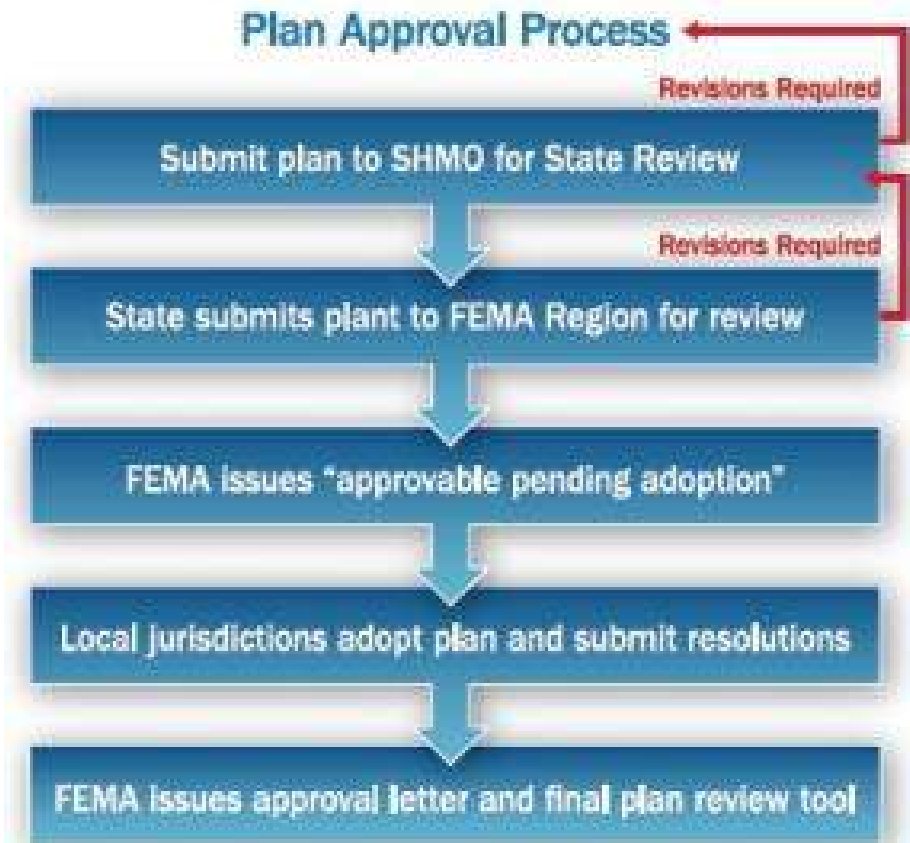 Plan Approval Process
Revisions Required
Submit plan to SHMO for State Review
Revisions Required
State submits plant to FEMA Region for review
FEMA issues "approvable pending adoption"
Local jurisdictions adopt plan and submit resolutions
FEMA issues approval letter and final plan review tool